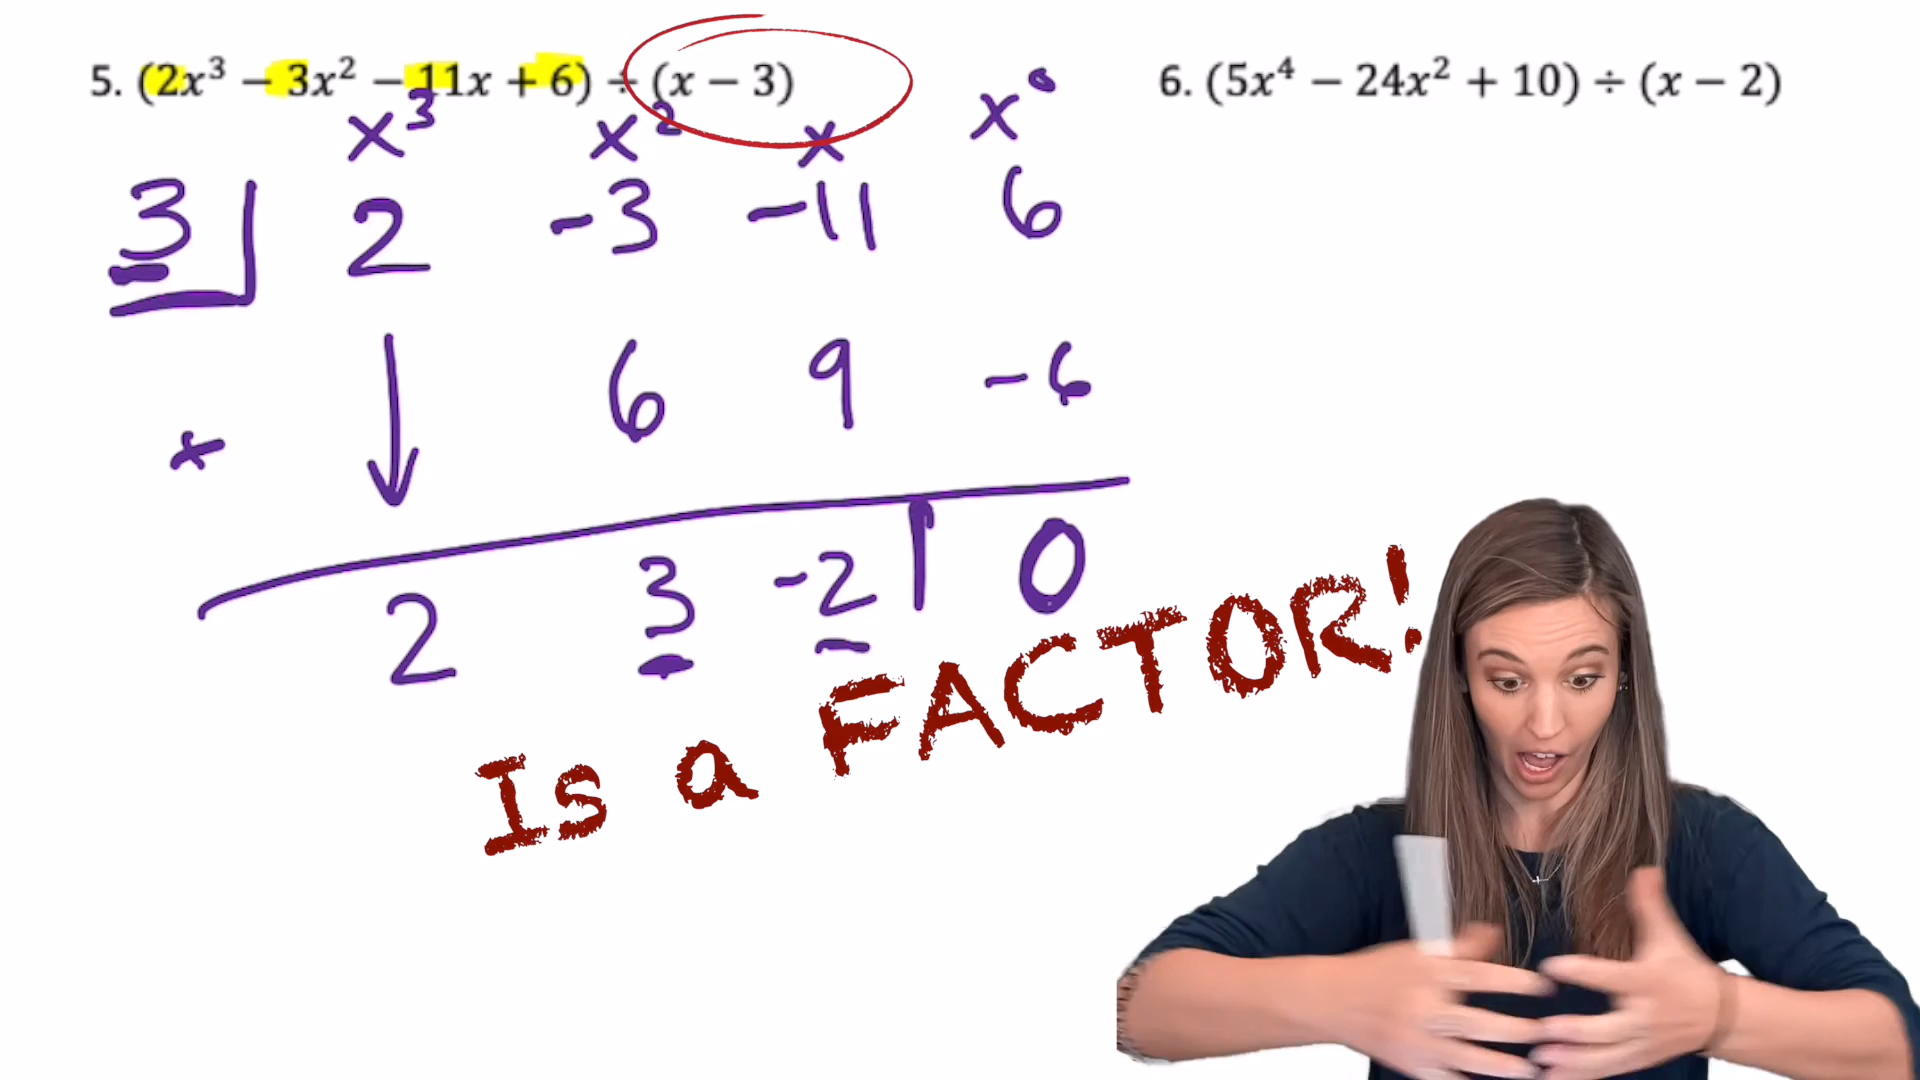 5. (2x³ − 3x² − 11x + 6) ÷ (x − 3)
6. (5x⁴ − 24x² + 10) ÷ (x − 2)
x³ x² x x⁰
3 2 -3 -11 6
+ 6 9 -6
2 3 -2 0
Is a FACTOR!